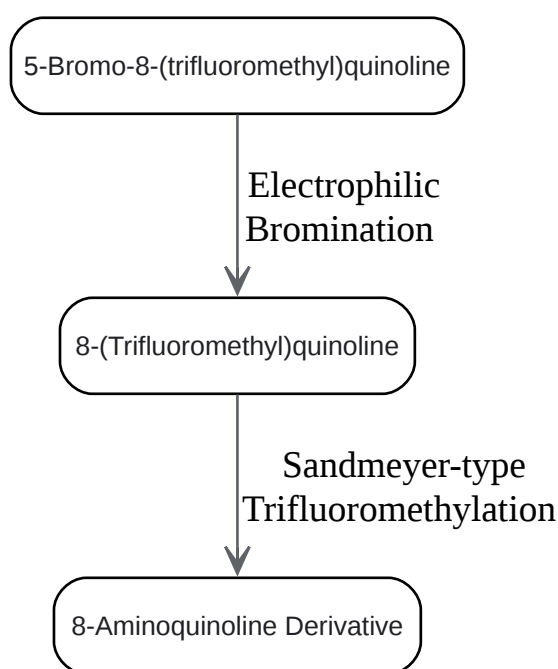 5-Bromo-8-(trifluoromethyl)quinoline
Electrophilic
Bromination
8-(Trifluoromethyl)quinoline
Sandmeyer-type
Trifluoromethylation
8-Aminoquinoline Derivative